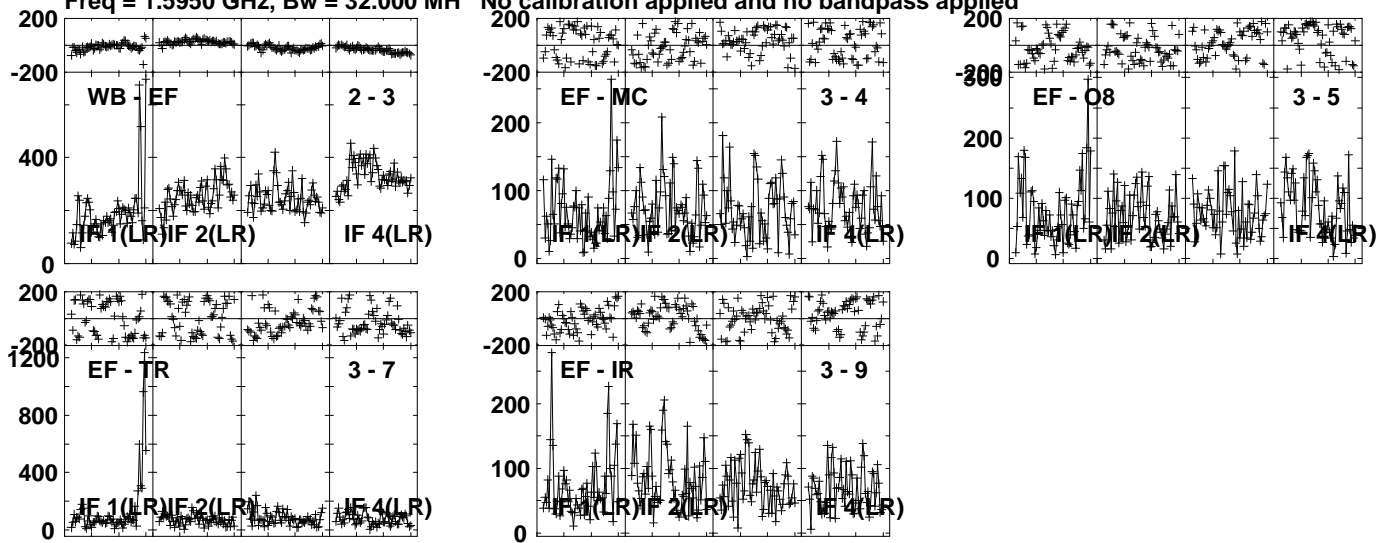 Freq = 1.5950 GHz, Bw = 32.000 MH No calibration applied and no bandpass applied
200
-200
WB - EF 2 - 3
400
0
IF 1(LR) IF 2(LR) IF 4(LR)
200
-200
EF - MC 3 - 4
200
100
0
IF 1(LR) IF 2(LR) IF 4(LR)
200
-200
300
EF - O8 3 - 5
200
100
0
IF 1(LR) IF 2(LR) IF 4(LR)
200
-200
1200
EF - TR 3 - 7
800
400
0
IF 1(LR) IF 2(LR) IF 4(LR)
200
-200
EF - IR 3 - 9
200
100
0
IF 1(LR) IF 2(LR) IF 4(LR)